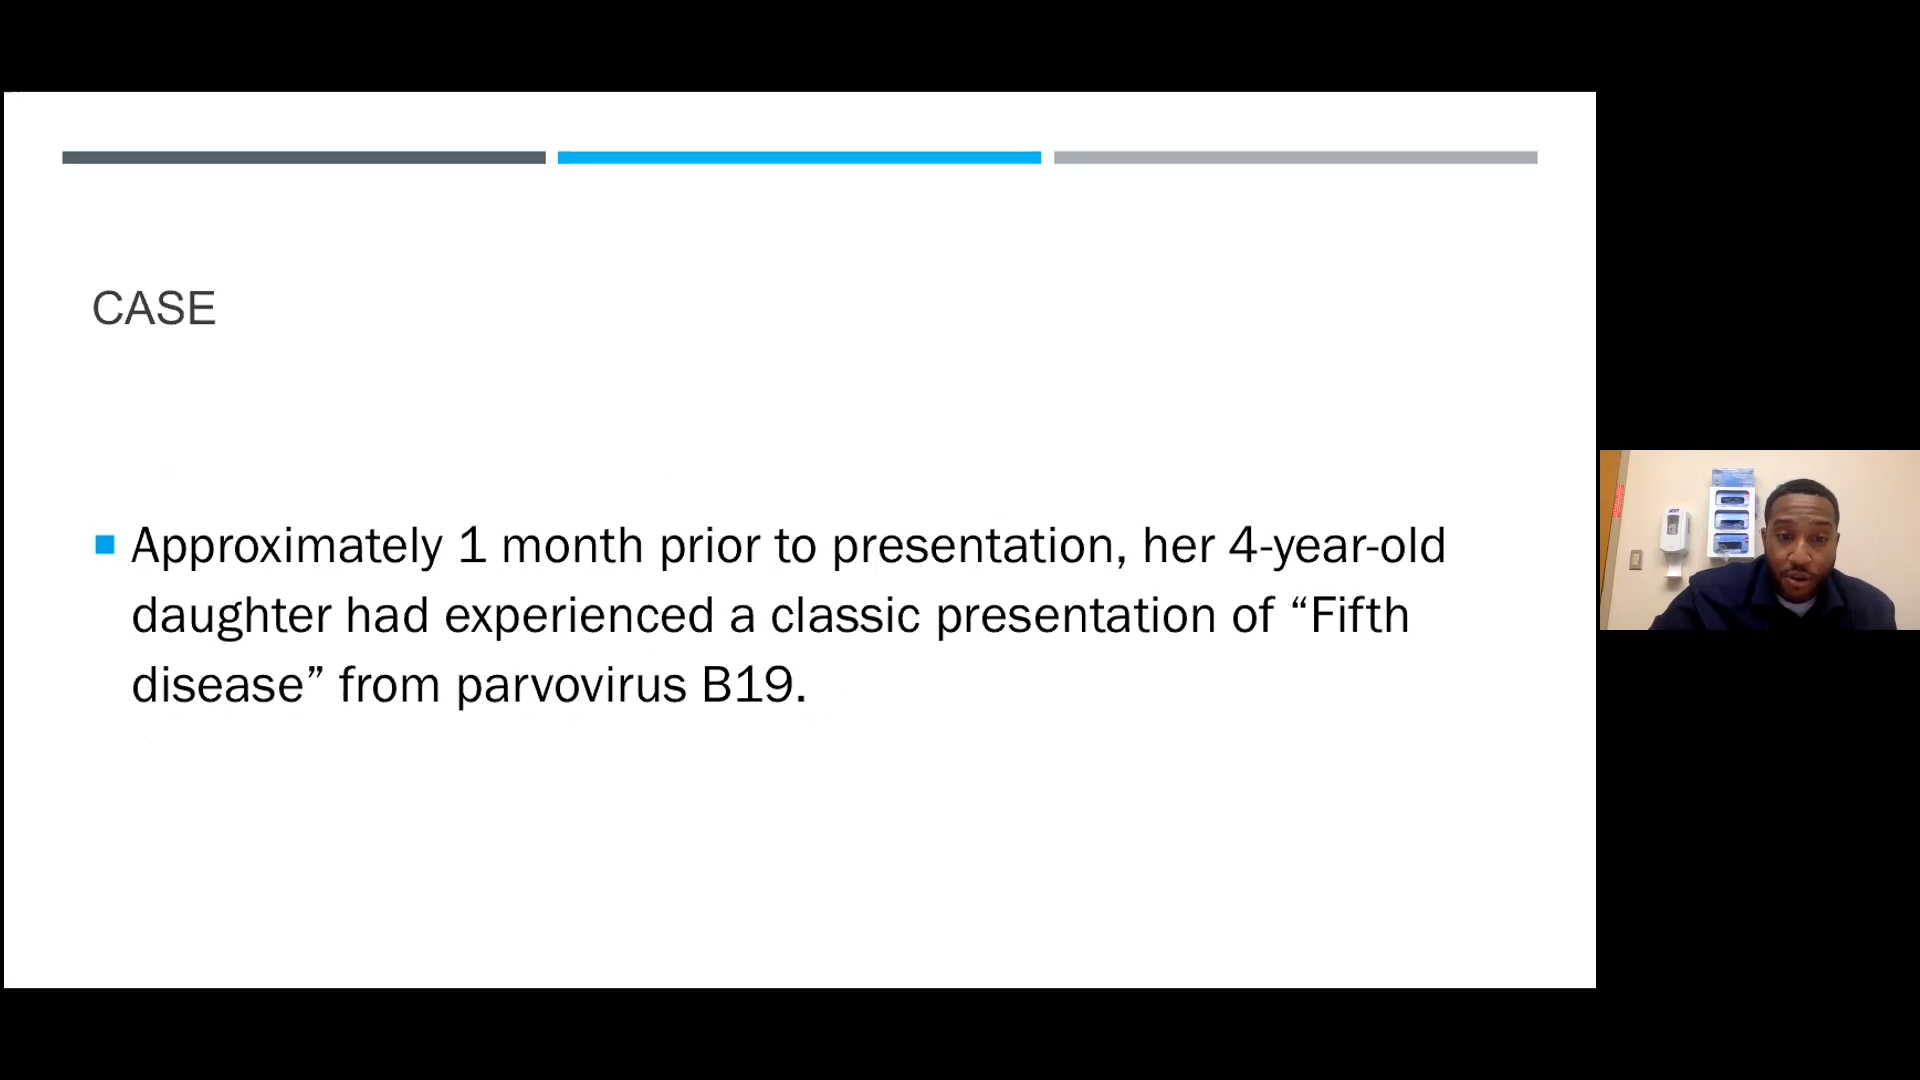 CASE
Approximately 1 month prior to presentation, her 4-year-old
daughter had experienced a classic presentation of “Fifth
disease” from parvovirus B19.